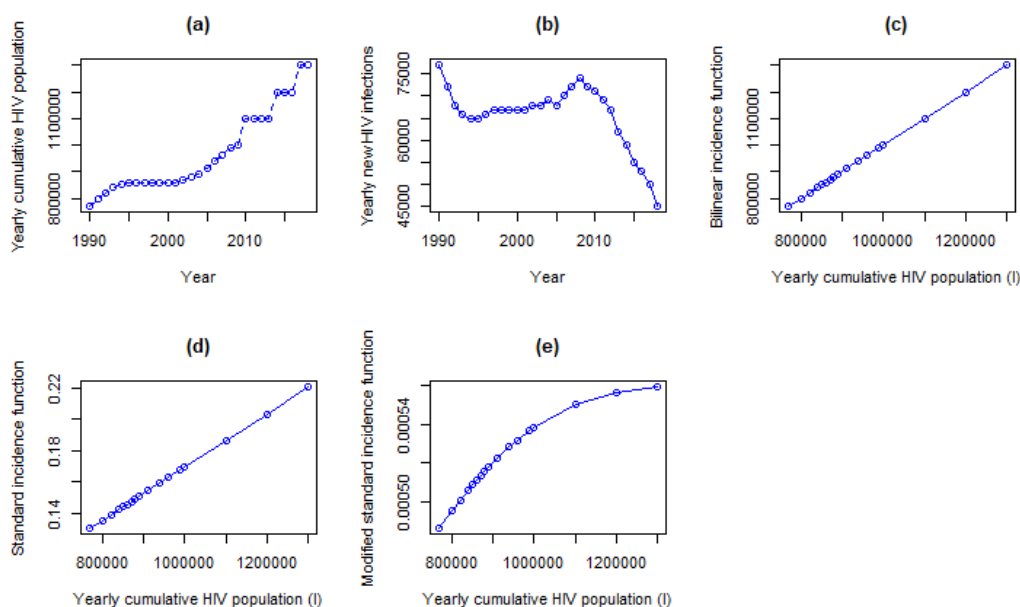 (a)
Yearly cumulative HIV population
800000
1100000
1990
2000
2010
Year
(b)
Yearly new HIV infections
45000
60000
75000
1990
2000
2010
Year
(c)
Bilinear incidence function
800000
1100000
800000
1000000
1200000
Yearly cumulative HIV population (I)
(d)
Standard incidence function
0.14
0.18
0.22
800000
1000000
1200000
Yearly cumulative HIV population (I)
(e)
Modified standard incidence function
0.00050
0.00054
800000
1000000
1200000
Yearly cumulative HIV population (I)